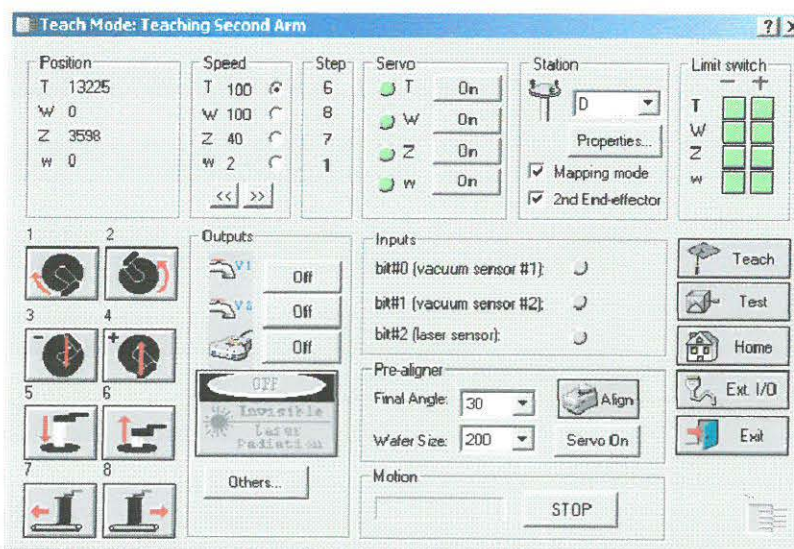 Teach Mode: Teaching Second Arm
? X
Position
T 13225
W 0
Z 3598
w 0
Speed
T 100
W 100
Z 40
w 2
<< >>
Step
6
8
7
1
Servo
T On
W On
Z On
w On
Station
D
Properties...
Mapping mode
2nd End-effector
Limit switch
- +
T
W
Z
w
1 2
3 4
- +
5 6
7 8
Outputs
V1 Off
V2 Off
Off
OFF
Invisible
Laser
Radiation
Others...
Inputs
bit#0 (vacuum sensor #1):
bit#1 (vacuum sensor #2):
bit#2 (laser sensor):
Pre-aligner
Final Angle: 30 Align
Wafer Size: 200 Servo On
Motion
STOP
Teach
Test
Home
Ext. I/O
Exit